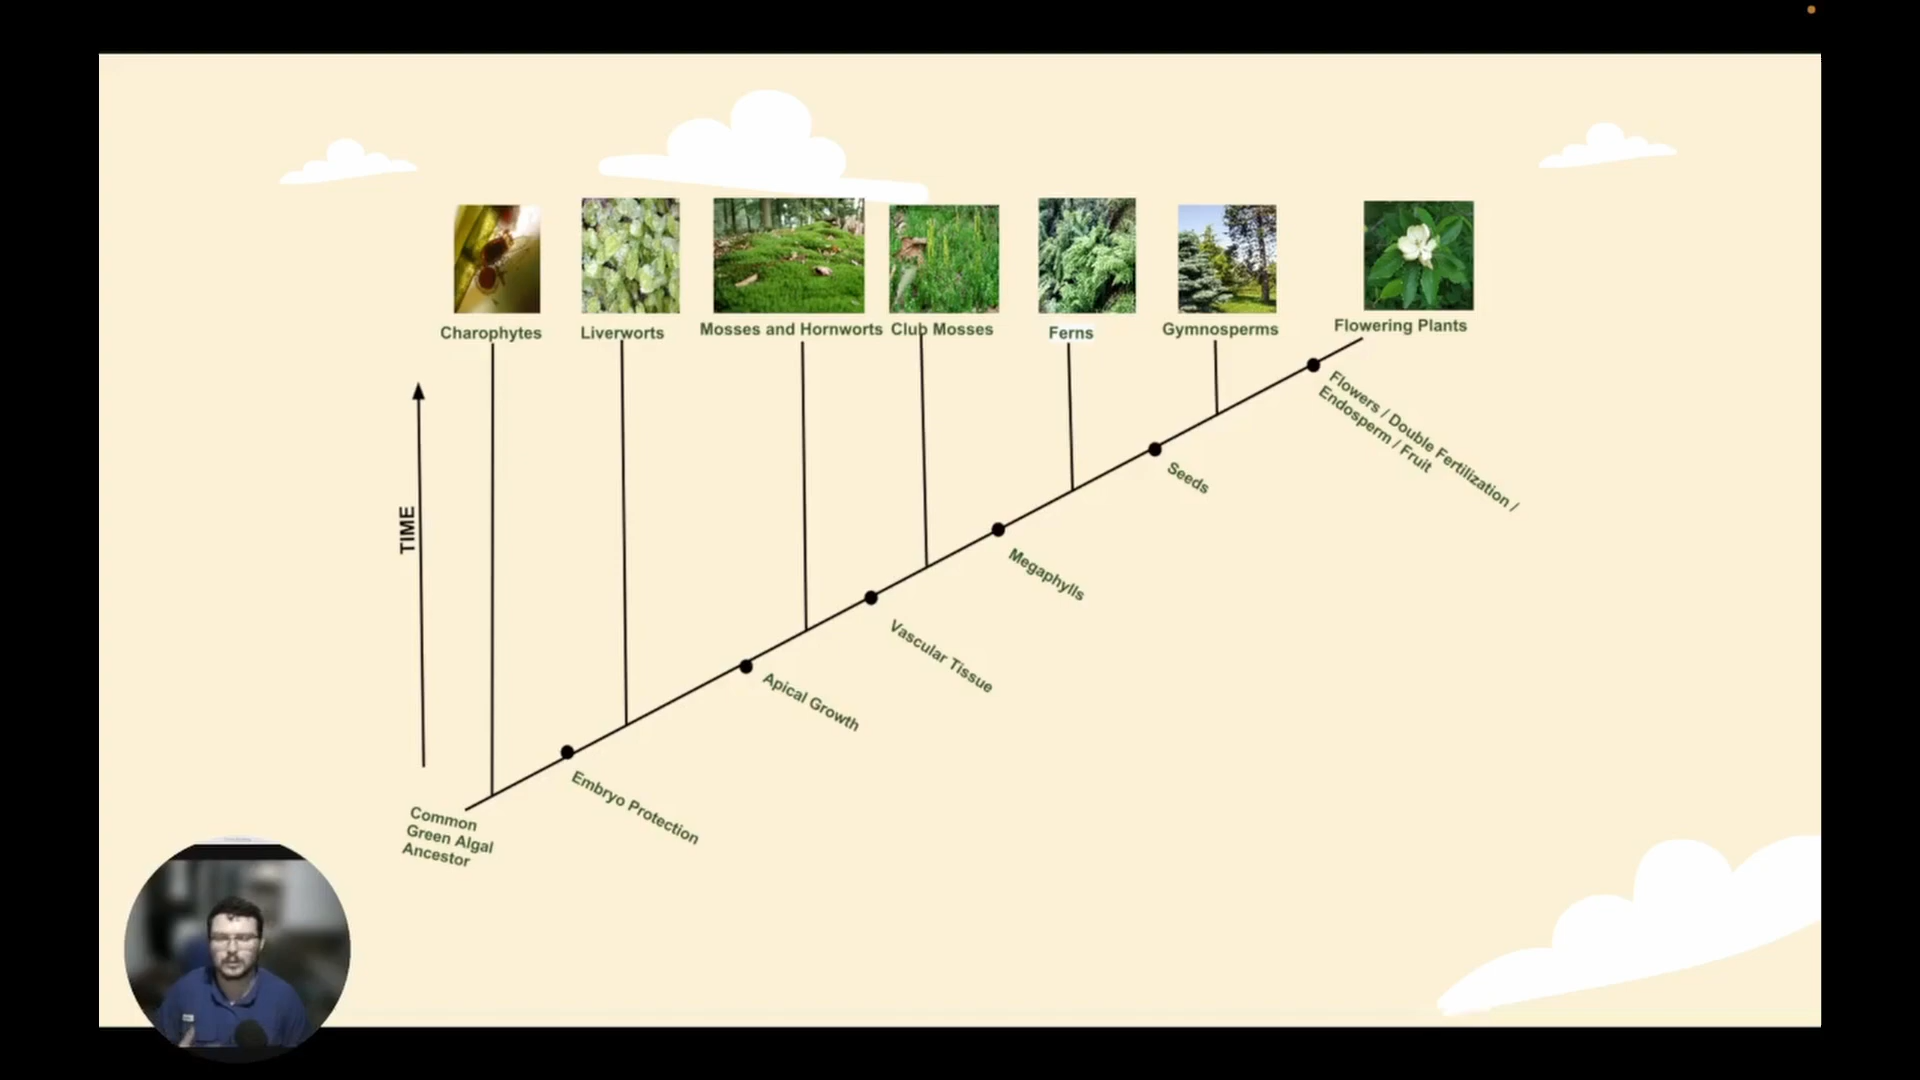 Charophytes
Liverworts
Mosses and Hornworts
Club Mosses
Ferns
Gymnosperms
Flowering Plants
TIME
Flowers / Double Fertilization /
Endosperm / Fruit
Seeds
Megaphylls
Vascular Tissue
Apical Growth
Embryo Protection
Common
Green Algal
Ancestor